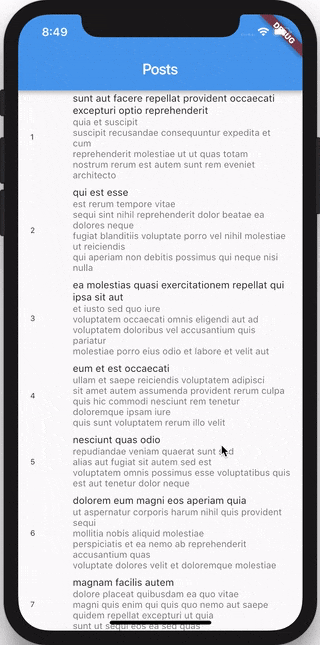 8:49
DEBUG
Posts
sunt aut facere repellat provident occaecati
excepturi optio reprehenderit
quia et suscipit
suscipit recusandae consequuntur expedita et
cum
1
reprehenderit molestiae ut ut quas totam
nostrum rerum est autem sunt rem eveniet
architecto
qui est esse
est rerum tempore vitae
sequi sint nihil reprehenderit dolor beatae ea
dolores neque
2
fugiat blanditiis voluptate porro vel nihil molestiae
ut reiciendis
qui aperiam non debitis possimus qui neque nisi
nulla
ea molestias quasi exercitationem repellat qui
ipsa sit aut
et iusto sed quo iure
3
voluptatem occaecati omnis eligendi aut ad
voluptatem doloribus vel accusantium quis
pariatur
molestiae porro eius odio et labore et velit aut
eum et est occaecati
ullam et saepe reiciendis voluptatem adipisci
4
sit amet autem assumenda provident rerum culpa
quis hic commodi nesciunt rem tenetur
doloremque ipsam iure
quis sunt voluptatem rerum illo velit
nesciunt quas odio
repudiandae veniam quaerat sunt sed
5
alias aut fugiat sit autem sed est
voluptatem omnis possimus esse voluptatibus quis
est aut tenetur dolor neque
dolorem eum magni eos aperiam quia
ut aspernatur corporis harum nihil quis provident
sequi
6
mollitia nobis aliquid molestiae
perspiciatis et ea nemo ab reprehenderit
accusantium quas
voluptate dolores velit et doloremque molestiae
magnam facilis autem
dolore placeat quibusdam ea quo vitae
7
magni quis enim qui quis quo nemo aut saepe
quidem repellat excepturi ut quia
sunt ut sequi eos ea sed quas